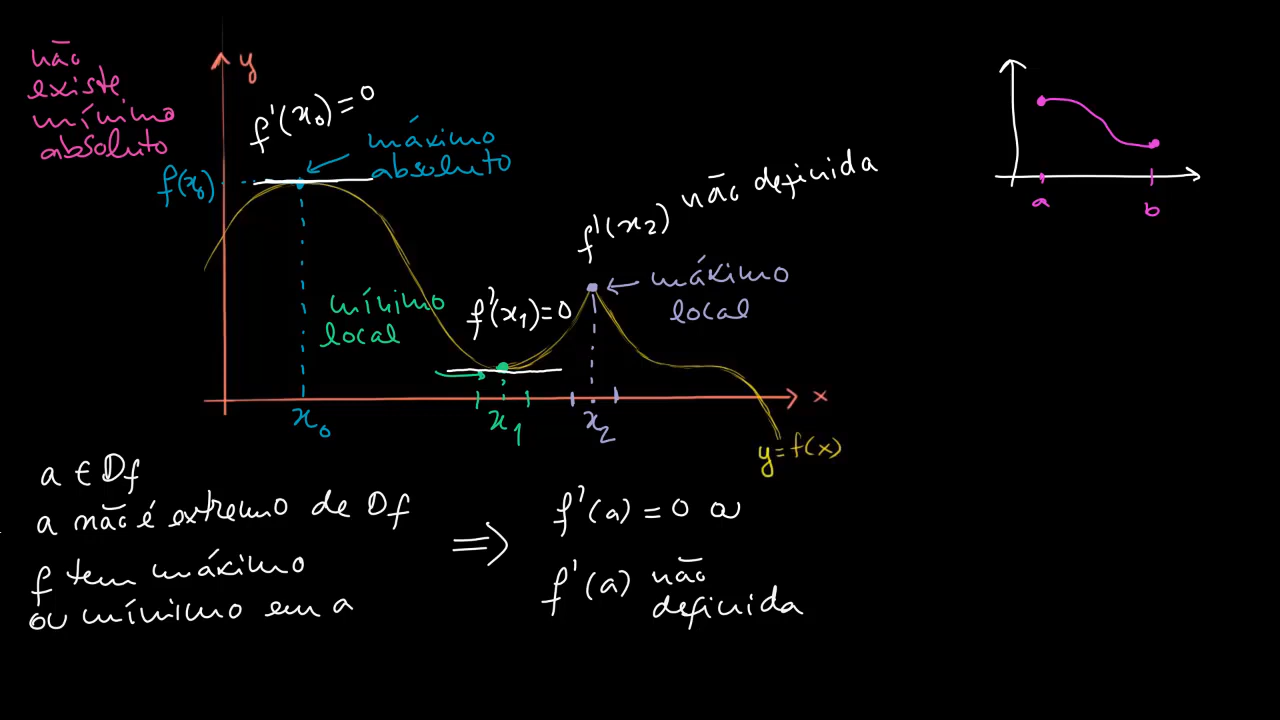 não
existe
mínimo
absoluto
y
f'(x₀)=0
máximo
absoluto
f(x₀)
f'(x₂) não definida
máximo
local
mínimo
local
f'(x₁)=0
x₀
x₁
x₂
x
y=f(x)
a
b
a ∈ Df
a não é extremo de Df
f tem máximo
ou mínimo em a
⇒
f'(a) = 0 ou
f'(a) não
definida